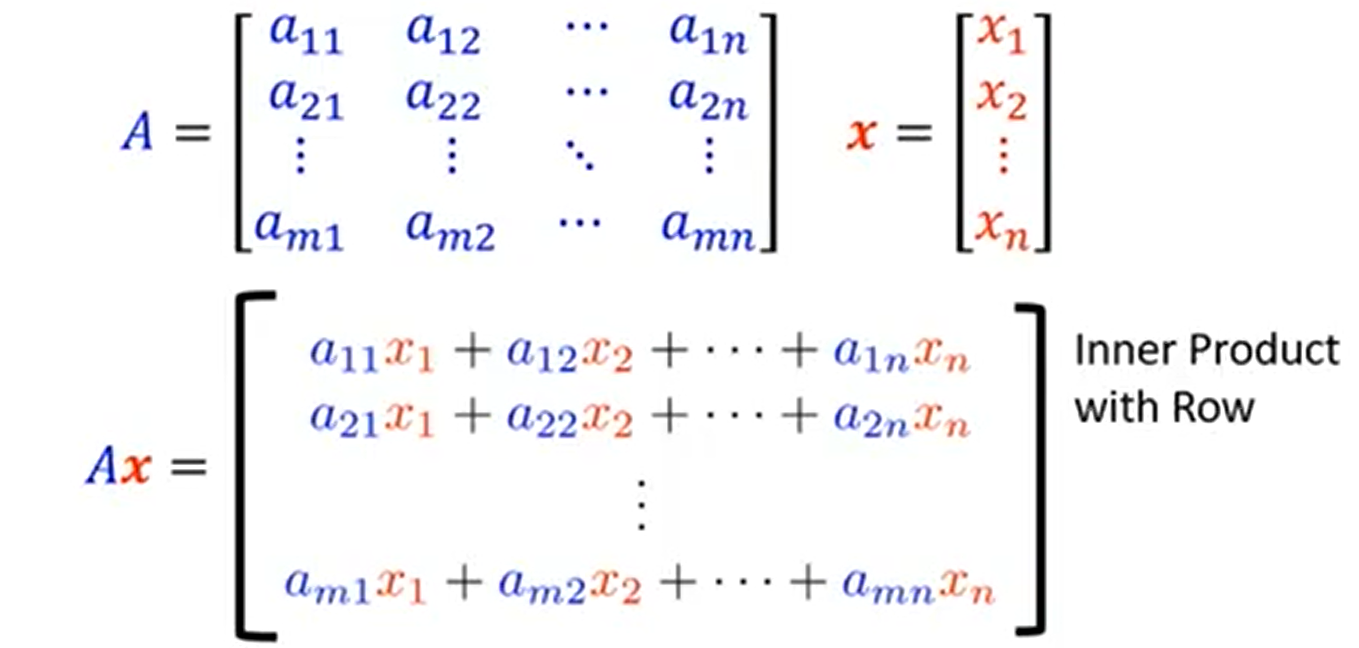 A = [ a₁₁ a₁₂ ⋯ a₁ₙ
a₂₁ a₂₂ ⋯ a₂ₙ
⋮ ⋮ ⋱ ⋮
aₘ₁ aₘ₂ ⋯ aₘₙ ]
x = [ x₁
x₂
⋮
xₙ ]
Ax = [ a₁₁x₁ + a₁₂x₂ + ⋯ + a₁ₙxₙ
a₂₁x₁ + a₂₂x₂ + ⋯ + a₂ₙxₙ
⋮
aₘ₁x₁ + aₘ₂x₂ + ⋯ + aₘₙxₙ ]
Inner Product
with Row